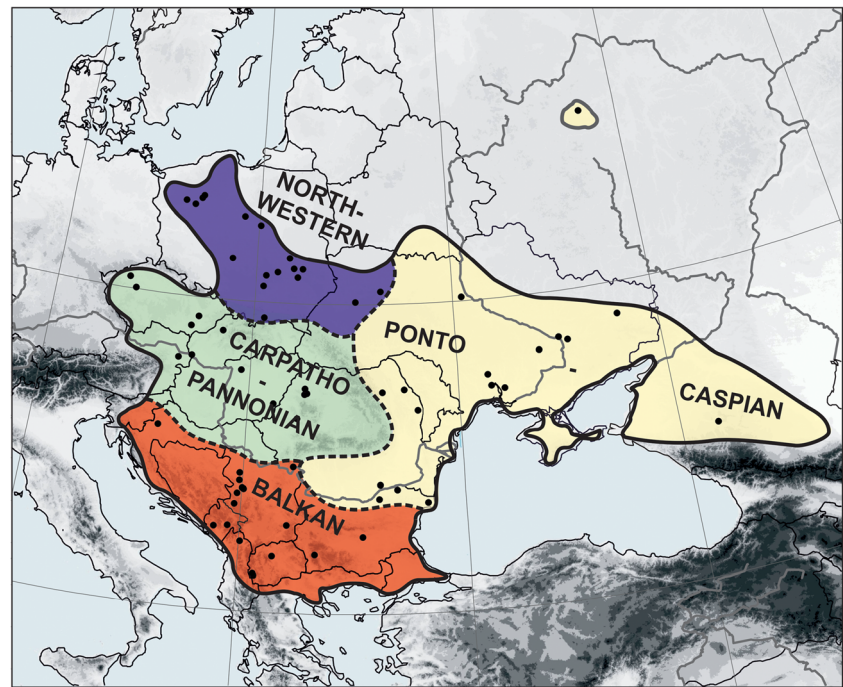 NORTH-
WESTERN
PONTO
-
CASPIAN
CARPATHO
-
PANNONIAN
BALKAN